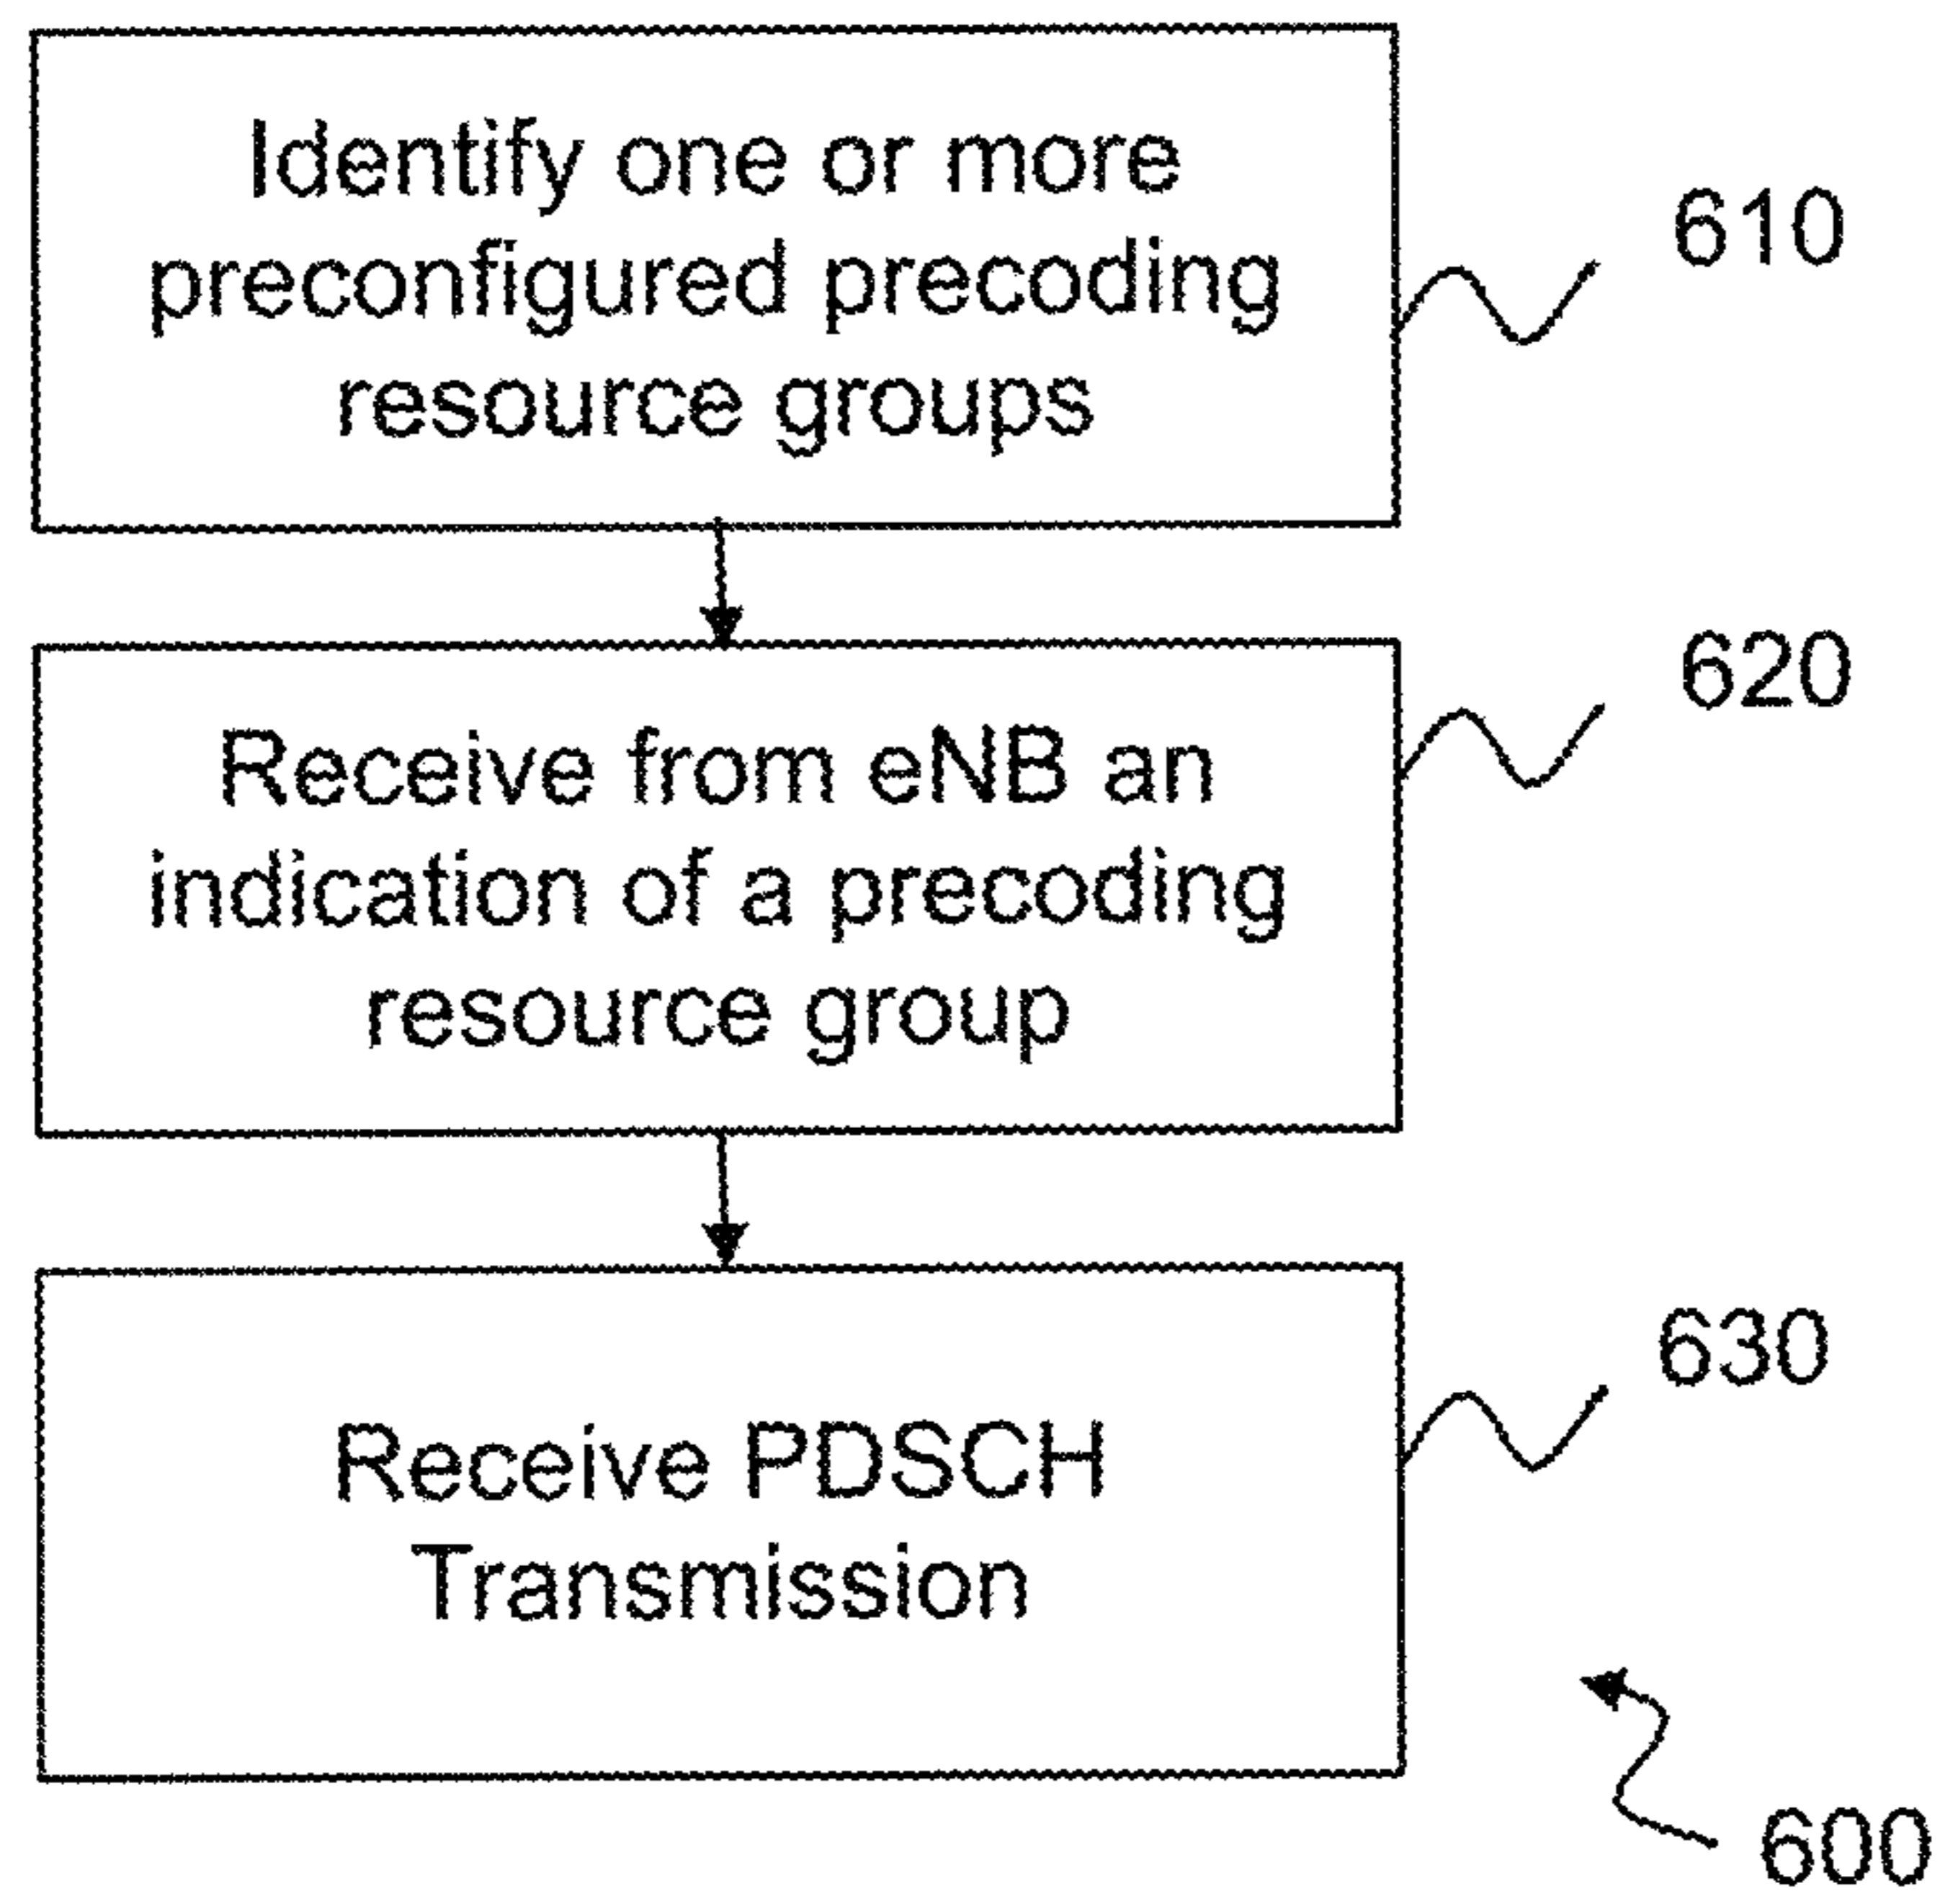 Identify one or more
preconfigured precoding
resource groups
610
Receive from eNB an
indication of a precoding
resource group
620
Receive PDSCH
Transmission
630
600